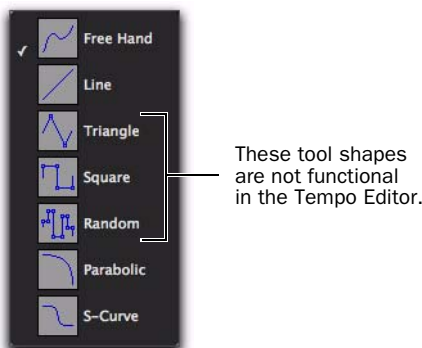 Free Hand
Line
Triangle
Square
Random
Parabolic
S-Curve
These tool shapes
are not functional
in the Tempo Editor.